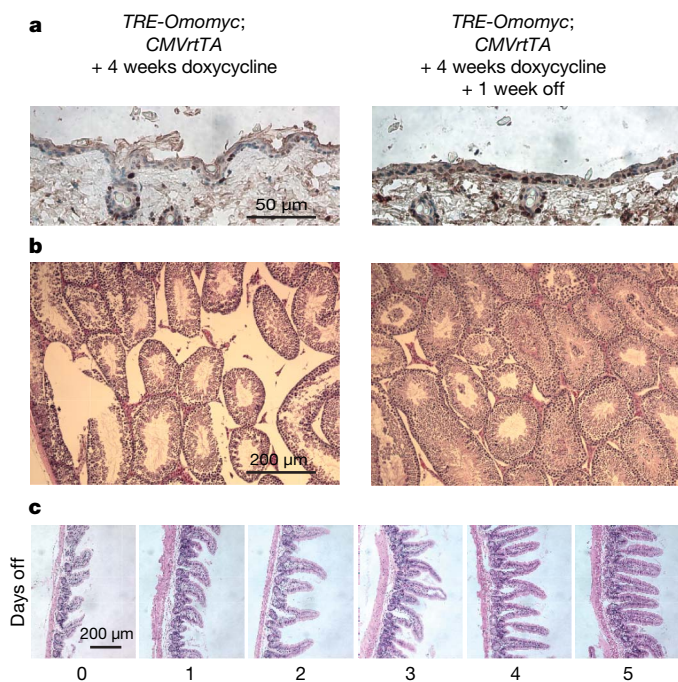 a
TRE-Omomyc;
CMVrtTA
+ 4 weeks doxycycline
TRE-Omomyc;
CMVrtTA
+ 4 weeks doxycycline
+ 1 week off
50 µm
b
200 µm
c
Days off
200 µm
0 1 2 3 4 5